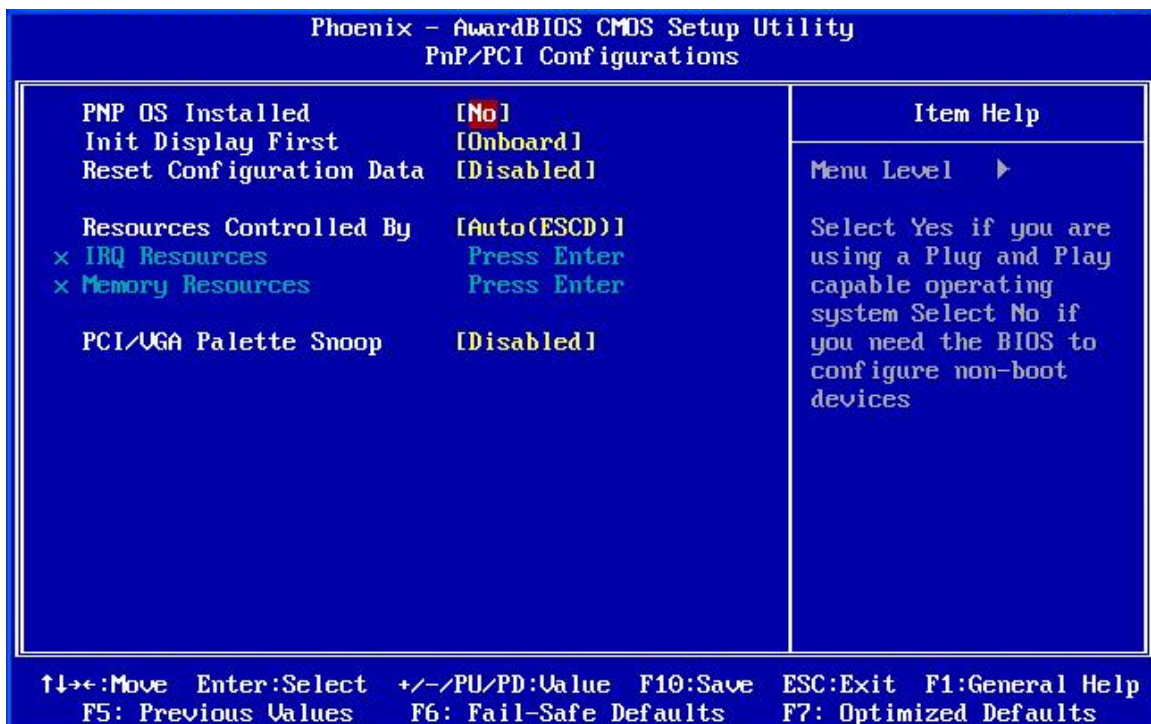 Phoenix - AwardBIOS CMOS Setup Utility
PnP/PCI Configurations
PNP OS Installed [No]
Init Display First [Onboard]
Reset Configuration Data [Disabled]
Resources Controlled By [Auto(ESCD)]
x IRQ Resources Press Enter
x Memory Resources Press Enter
PCI/VGA Palette Snoop [Disabled]
Item Help
Menu Level ▶
Select Yes if you are
using a Plug and Play
capable operating
system Select No if
you need the BIOS to
configure non-boot
devices
↑↓→←:Move Enter:Select +/-/PU/PD:Value F10:Save ESC:Exit F1:General Help
F5: Previous Values F6: Fail-Safe Defaults F7: Optimized Defaults